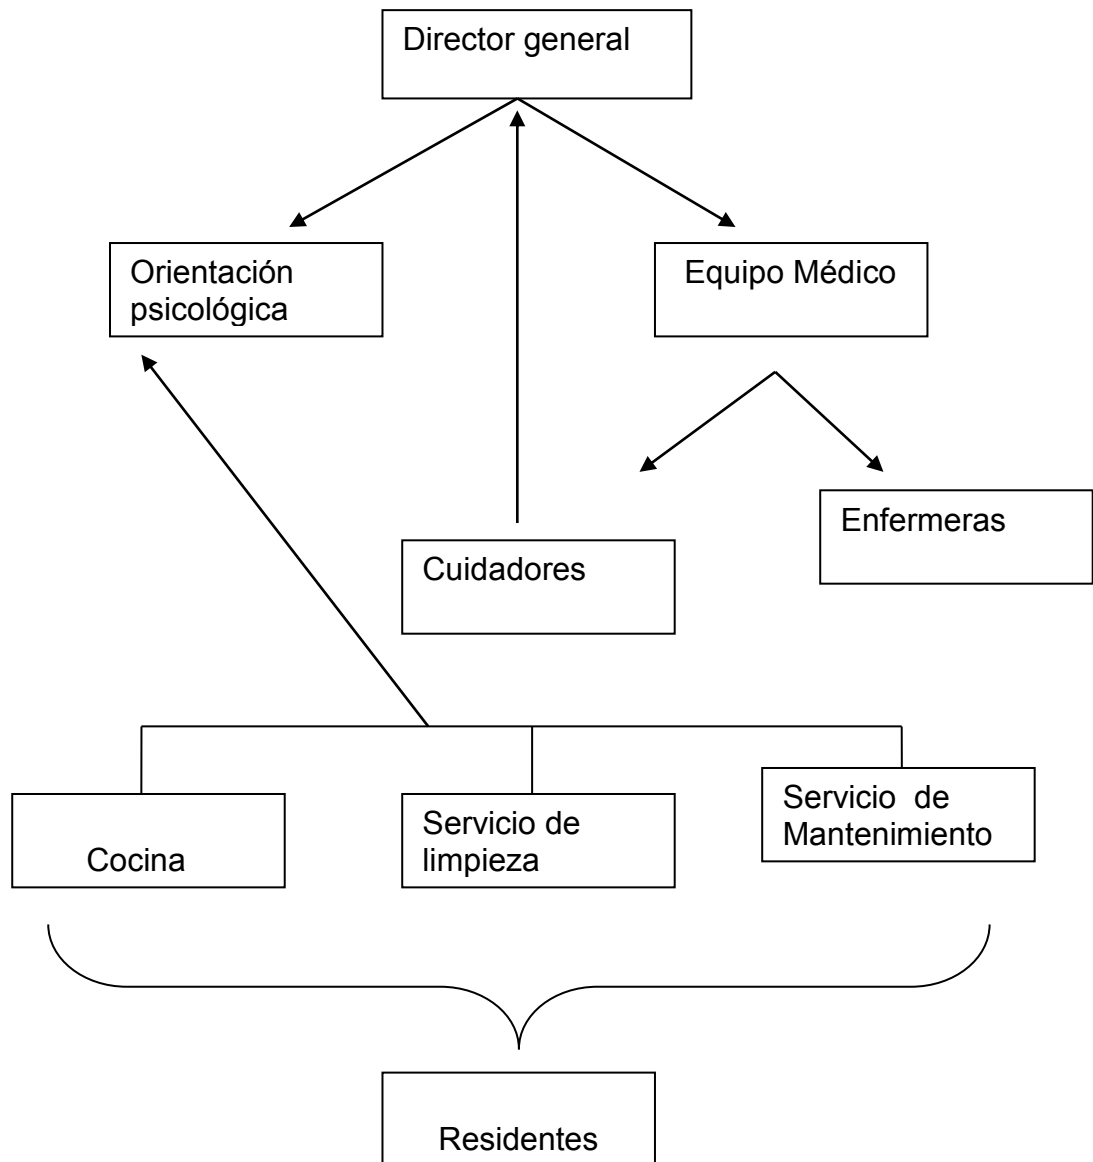 Director general
Orientación
psicológica
Equipo Médico
Enfermeras
Cuidadores
Cocina
Servicio de
limpieza
Servicio  de
Mantenimiento
Residentes